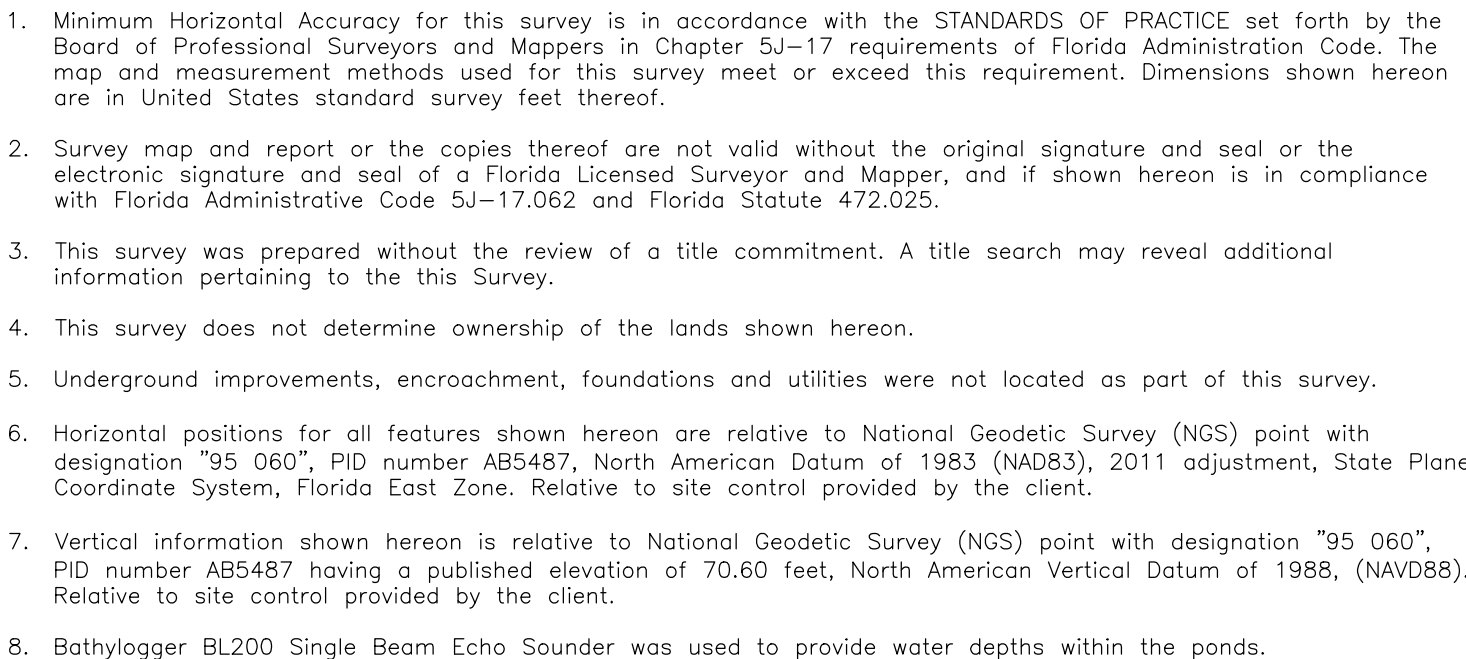 1. Minimum Horizontal Accuracy for this survey is in accordance with the STANDARDS OF PRACTICE set forth by the
Board of Professional Surveyors and Mappers in Chapter 5J–17 requirements of Florida Administration Code. The
map and measurement methods used for this survey meet or exceed this requirement. Dimensions shown hereon
are in United States standard survey feet thereof.
2. Survey map and report or the copies thereof are not valid without the original signature and seal or the
electronic signature and seal of a Florida Licensed Surveyor and Mapper, and if shown hereon is in compliance
with Florida Administrative Code 5J–17.062 and Florida Statute 472.025.
3. This survey was prepared without the review of a title commitment. A title search may reveal additional
information pertaining to the this Survey.
4. This survey does not determine ownership of the lands shown hereon.
5. Underground improvements, encroachment, foundations and utilities were not located as part of this survey.
6. Horizontal positions for all features shown hereon are relative to National Geodetic Survey (NGS) point with
designation ”95 060”, PID number AB5487, North American Datum of 1983 (NAD83), 2011 adjustment, State Plane
Coordinate System, Florida East Zone. Relative to site control provided by the client.
7. Vertical information shown hereon is relative to National Geodetic Survey (NGS) point with designation ”95 060”,
PID number AB5487 having a published elevation of 70.60 feet, North American Vertical Datum of 1988, (NAVD88).
Relative to site control provided by the client.
8. Bathylogger BL200 Single Beam Echo Sounder was used to provide water depths within the ponds.